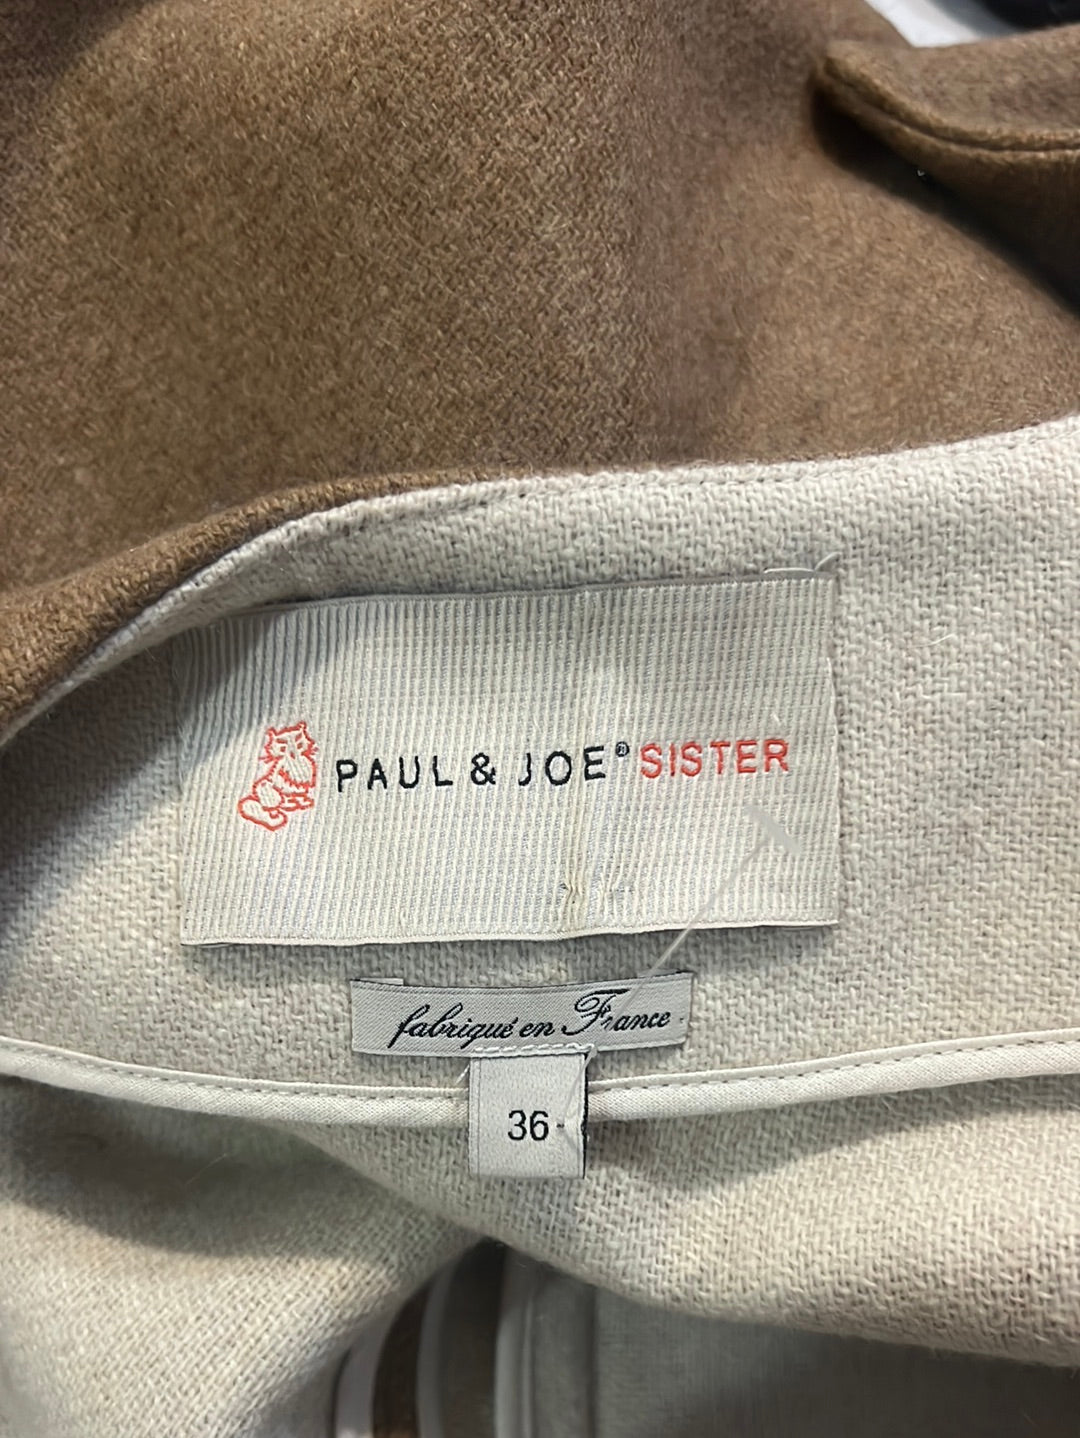 PAUL & JOE® SISTER
fabriqué en France
36